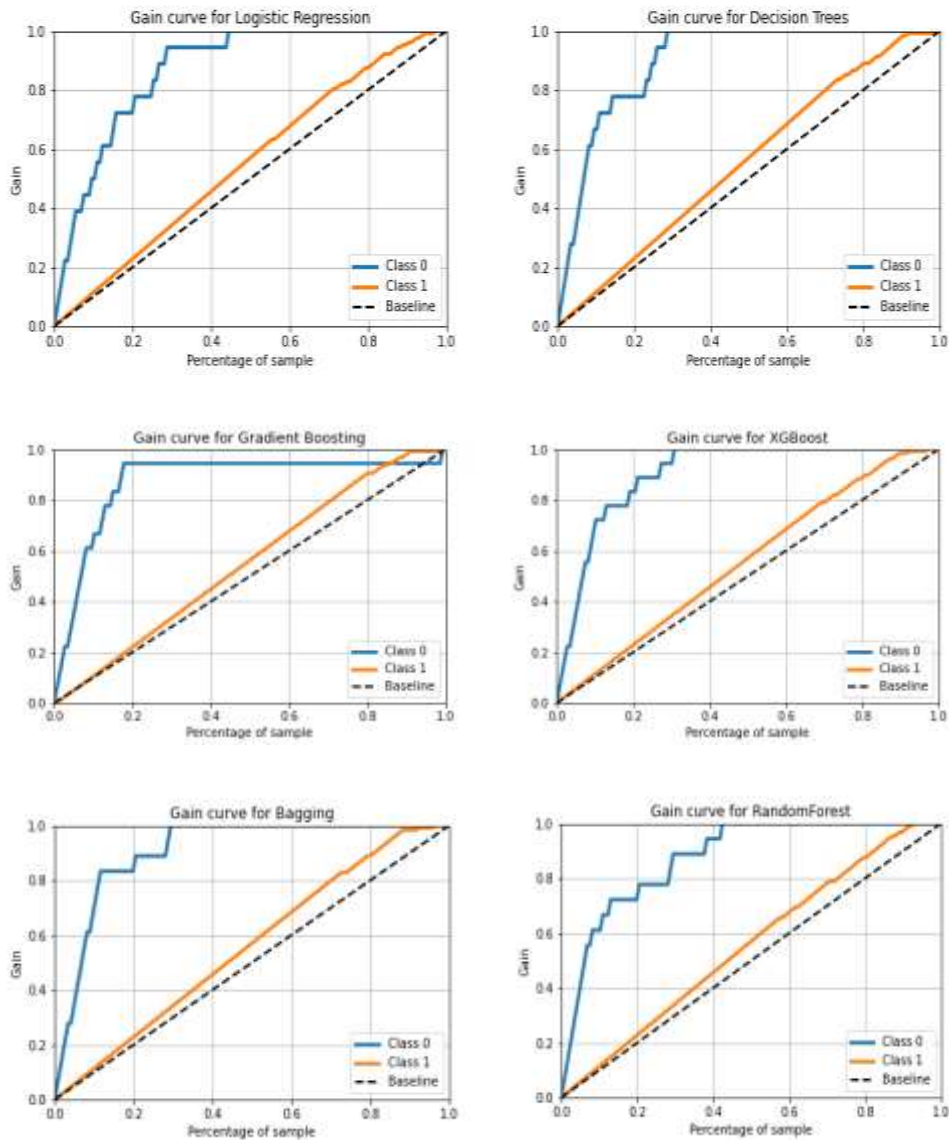 Gain curve for Logistic Regression
1.0
0.8
0.6
0.4
0.2
0.0
Gain
Class 0
Class 1
Baseline
0.0 0.2 0.4 0.6 0.8 1.0
Percentage of sample
Gain curve for Decision Trees
1.0
0.8
0.6
0.4
0.2
0.0
Gain
Class 0
Class 1
Baseline
0.0 0.2 0.4 0.6 0.8 1.0
Percentage of sample
Gain curve for Gradient Boosting
1.0
0.8
0.6
0.4
0.2
0.0
Gain
Class 0
Class 1
Baseline
0.0 0.2 0.4 0.6 0.8 1.0
Percentage of sample
Gain curve for XGBoost
1.0
0.8
0.6
0.4
0.2
0.0
Gain
Class 0
Class 1
Baseline
0.0 0.2 0.4 0.6 0.8 1.0
Percentage of sample
Gain curve for Bagging
1.0
0.8
0.6
0.4
0.2
0.0
Gain
Class 0
Class 1
Baseline
0.0 0.2 0.4 0.6 0.8 1.0
Percentage of sample
Gain curve for RandomForest
1.0
0.8
0.6
0.4
0.2
0.0
Gain
Class 0
Class 1
Baseline
0.0 0.2 0.4 0.6 0.8 1.0
Percentage of sample